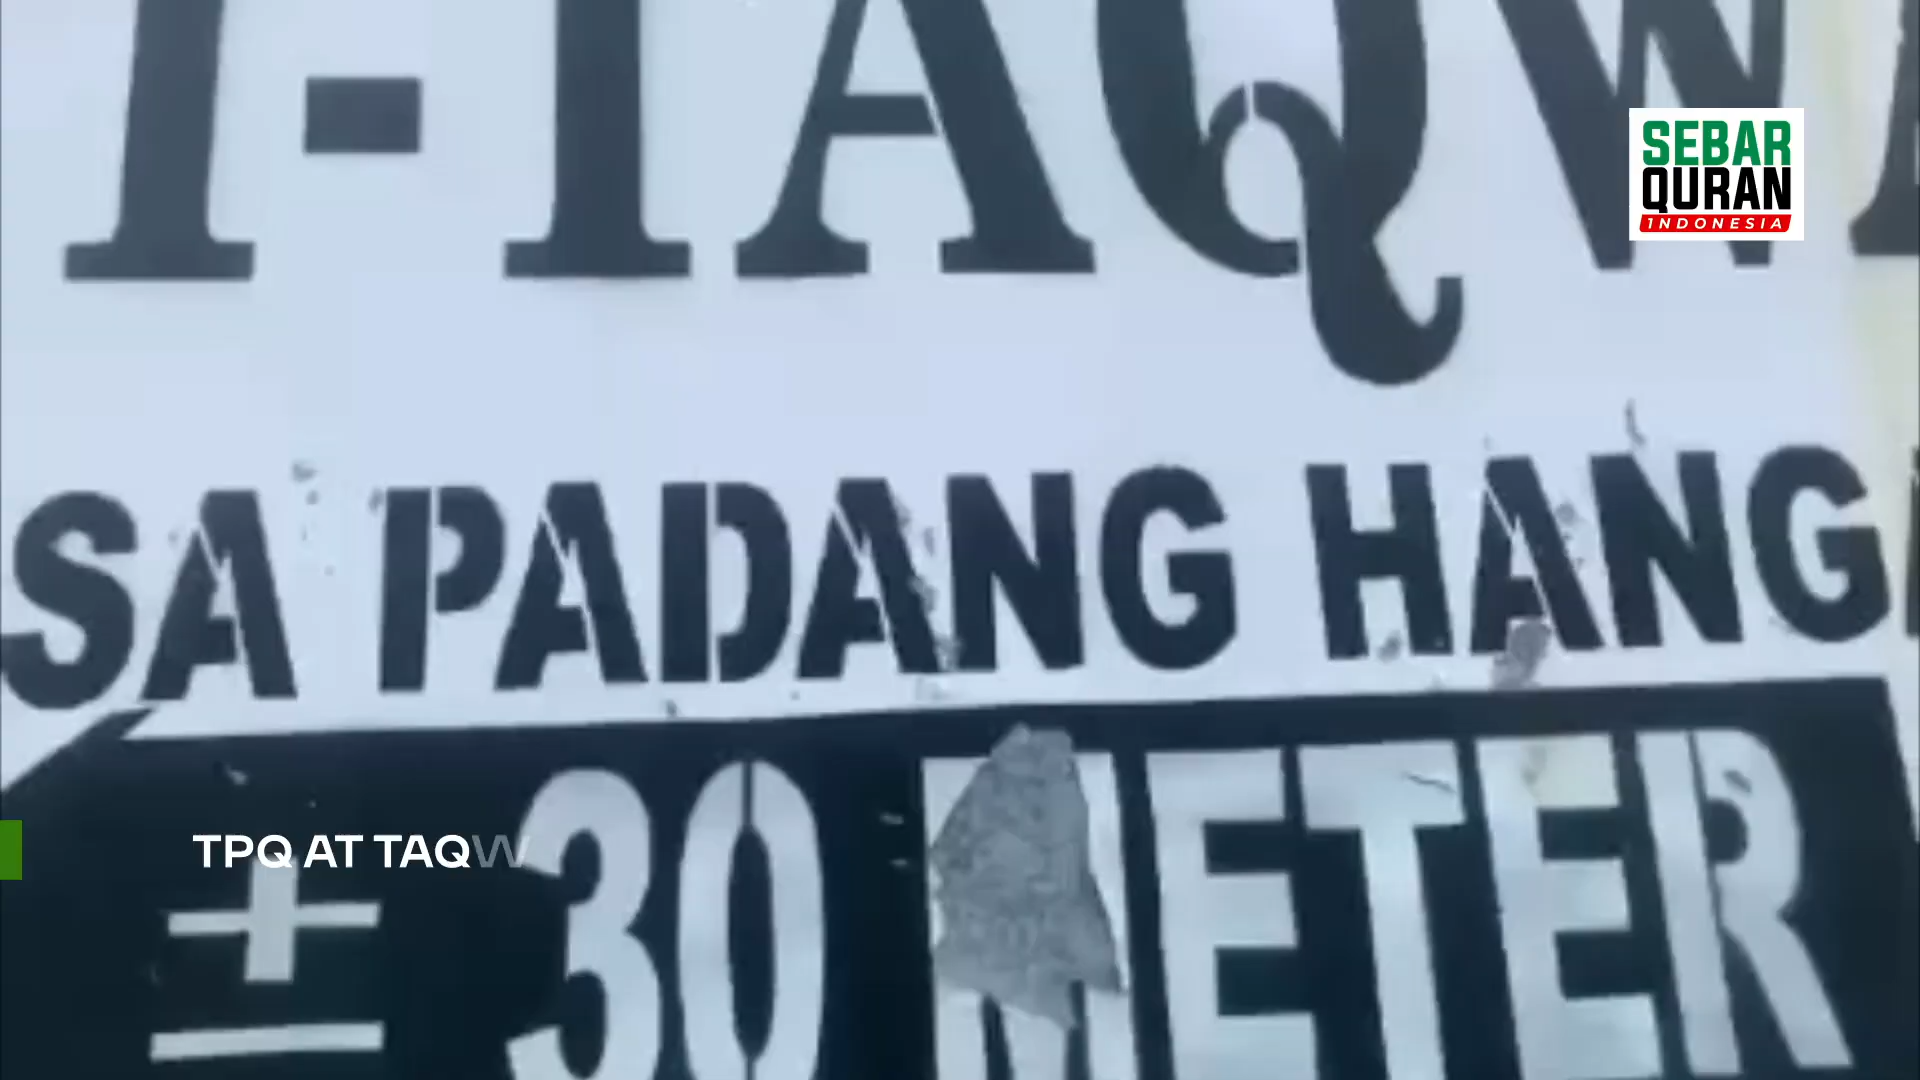 T-TAQW
SEBAR
QURAN
INDONESIA
SA PADANG HANG
TPQ AT TAQW
± 30 METER